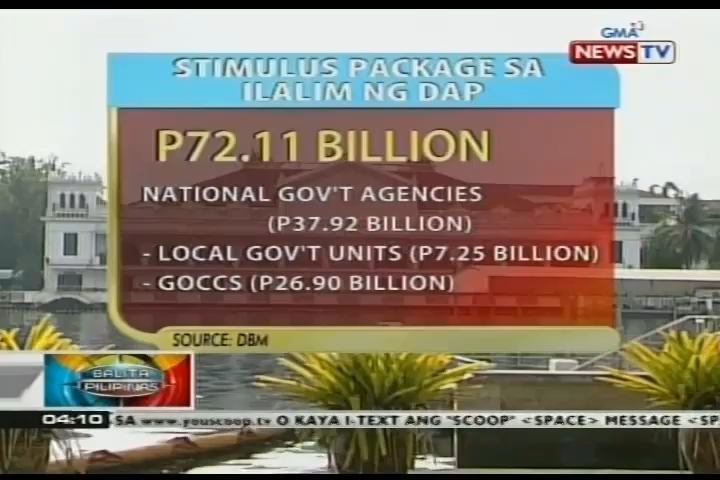 GMA
NEWS TV
STIMULUS PACKAGE SA
ILALIM NG DAP
P72.11 BILLION
NATIONAL GOV'T AGENCIES
(P37.92 BILLION)
- LOCAL GOV'T UNITS (P7.25 BILLION)
- GOCCS (P26.90 BILLION)
SOURCE: DBM
BALITA
PILIPINAS
04:10 SA www.youscoop.tv O KAYA I-TEXT ANG "SCOOP" <SPACE> MESSAGE <SP